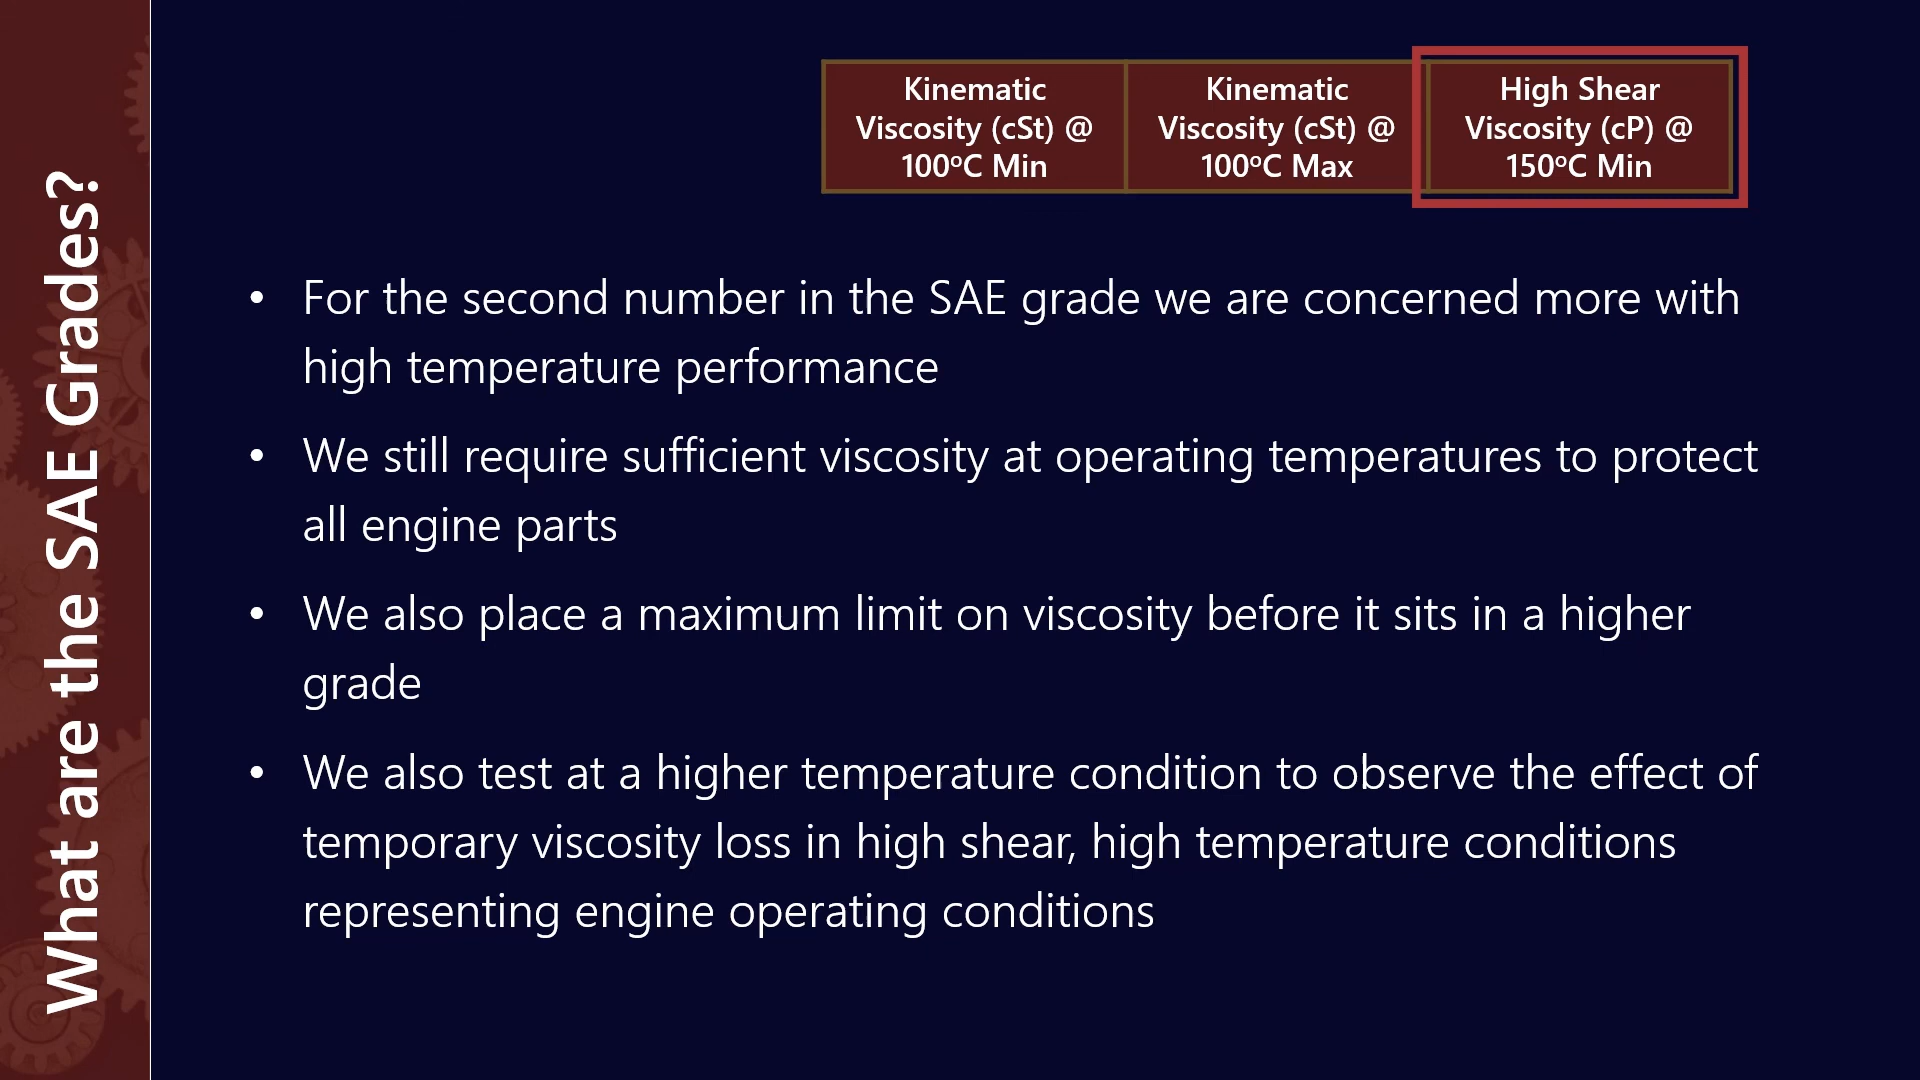 What are the SAE Grades?
Kinematic
Viscosity (cSt) @
100ºC Min
Kinematic
Viscosity (cSt) @
100ºC Max
High Shear
Viscosity (cP) @
150ºC Min
• For the second number in the SAE grade we are concerned more with
high temperature performance
• We still require sufficient viscosity at operating temperatures to protect
all engine parts
• We also place a maximum limit on viscosity before it sits in a higher
grade
• We also test at a higher temperature condition to observe the effect of
temporary viscosity loss in high shear, high temperature conditions
representing engine operating conditions